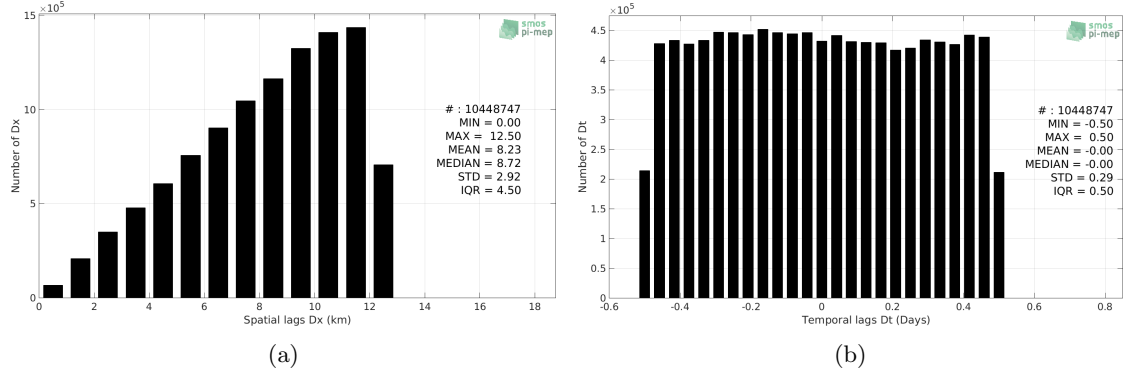 ×10⁵
15
10
5
0
Number of Dx
smos
pi-mep
# : 10448747
MIN = 0.00
MAX = 12.50
MEAN = 8.23
MEDIAN = 8.72
STD = 2.92
IQR = 4.50
0 2 4 6 8 10 12 14 16 18
Spatial lags Dx (km)
(a)
×10⁵
4.5
4
3.5
3
2.5
2
1.5
1
0.5
0
Number of Dt
smos
pi-mep
# : 10448747
MIN = -0.50
MAX = 0.50
MEAN = -0.00
MEDIAN = -0.00
STD = 0.29
IQR = 0.50
-0.6 -0.4 -0.2 0 0.2 0.4 0.6 0.8
Temporal lags Dt (Days)
(b)